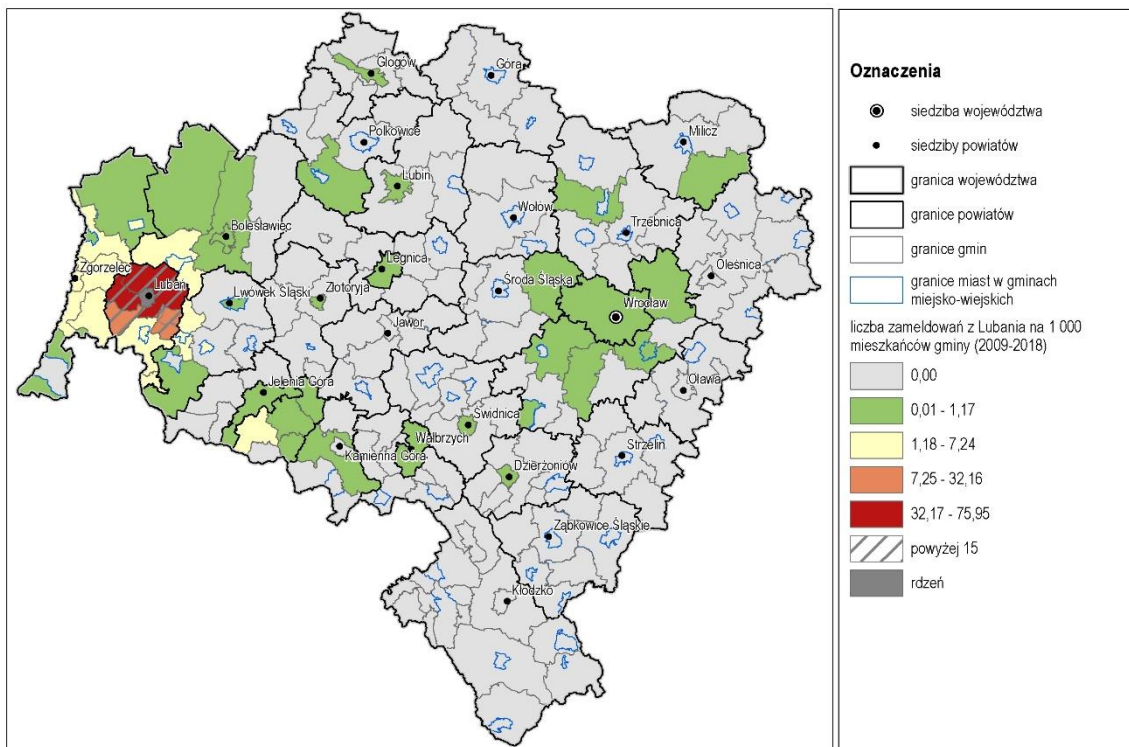 Głogów
Góra
Polkowice
Milicz
Lubin
Wołów
Trzebnica
Bolesławiec
Zgorzelec
Legnica
Oleśnica
Lubań
Środa Śląska
Lwówek Śląski
Złotoryja
Wrocław
Jawor
Oława
Jelenia Góra
Świdnica
Wałbrzych
Strzelin
Kamienna Góra
Dzierżoniów
Ząbkowice Śląskie
Kłodzko
Oznaczenia
siedziba województwa
siedziby powiatów
granica województwa
granice powiatów
granice gmin
granice miast w gminach
miejsko-wiejskich
liczba zameldowań z Lubania na 1 000
mieszkańców gminy (2009-2018)
0,00
0,01 - 1,17
1,18 - 7,24
7,25 - 32,16
32,17 - 75,95
powyżej 15
rdzeń